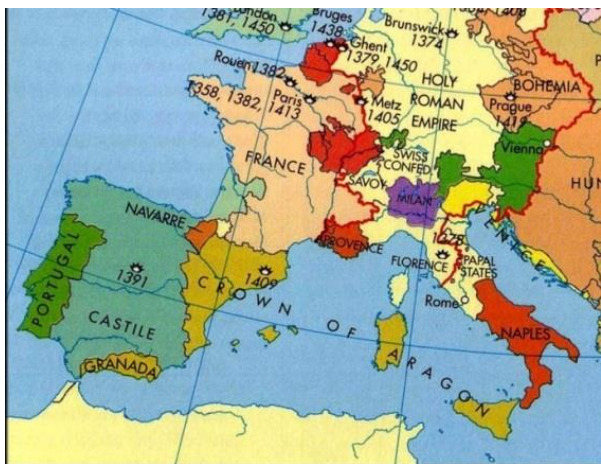 London
1381, 1450
Bruges
1438
Ghent
1379, 1450
Brunswick
1374
Rouen 1382
1358, 1382,
1413
Paris
Metz
1405
HOLY
ROMAN
EMPIRE
BOHEMIA
Prague
1419
Vienna
FRANCE
SWISS
CONFED
SAVOY
MILAN
HUN
VENICE
NAVARRE
PROVENCE
1378
FLORENCE
PAPAL
STATES
Rome
PORTUGAL
1391
1409
CASTILE
CROWN OF ARAGON
GRANADA
NAPLES